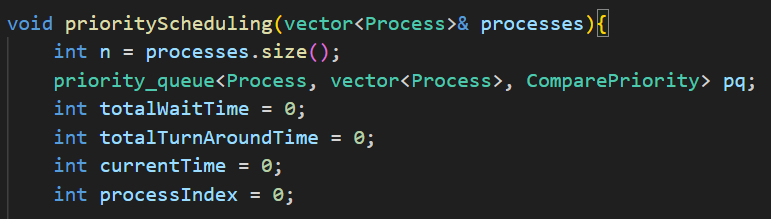 void priorityScheduling(vector<Process>& processes){
    int n = processes.size();
    priority_queue<Process, vector<Process>, ComparePriority> pq;
    int totalWaitTime = 0;
    int totalTurnAroundTime = 0;
    int currentTime = 0;
    int processIndex = 0;